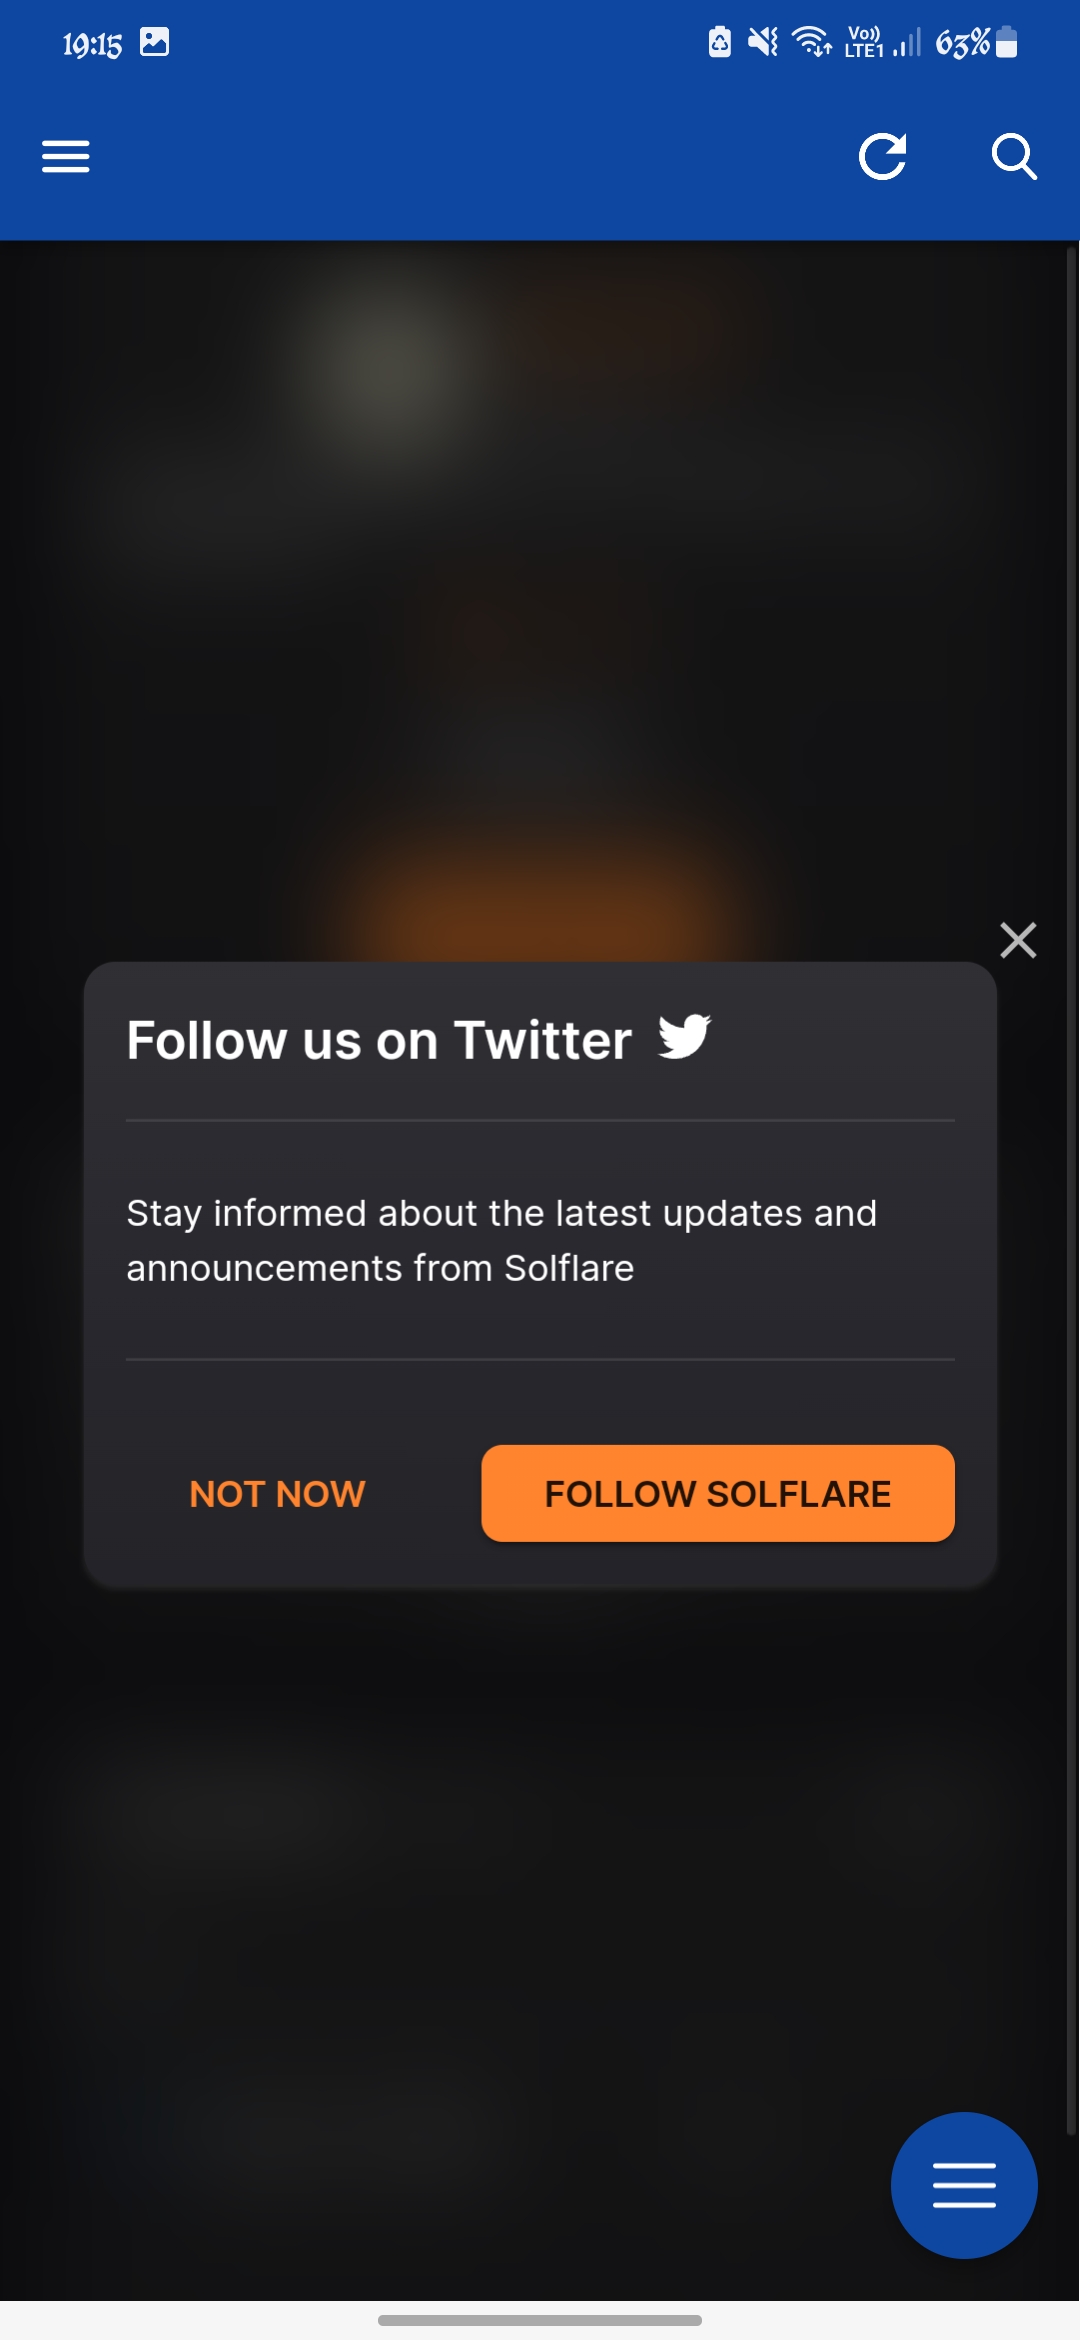 19:15
Vo))
LTE1
63%
Follow us on Twitter
Stay informed about the latest updates and
announcements from Solflare
NOT NOW
FOLLOW SOLFLARE